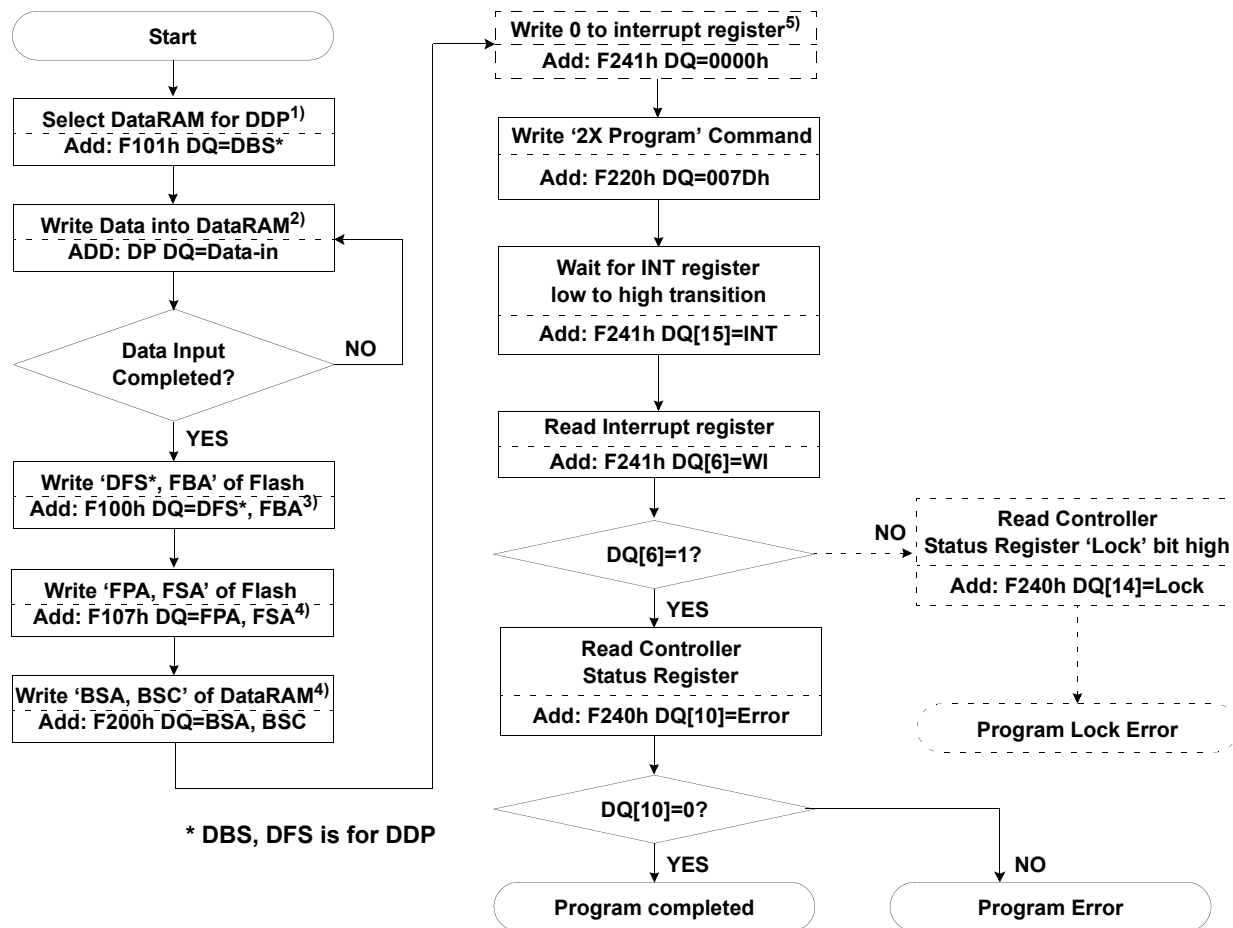 Start
Select DataRAM for DDP1)
Add: F101h DQ=DBS*
Write Data into DataRAM2)
ADD: DP DQ=Data-in
Data Input
Completed?
NO
YES
Write ‘DFS*, FBA’ of Flash
Add: F100h DQ=DFS*, FBA3)
Write ‘FPA, FSA’ of Flash
Add: F107h DQ=FPA, FSA4)
Write ‘BSA, BSC’ of DataRAM4)
Add: F200h DQ=BSA, BSC
* DBS, DFS is for DDP
Write 0 to interrupt register5)
Add: F241h DQ=0000h
Write ‘2X Program’ Command
Add: F220h DQ=007Dh
Wait for INT register
low to high transition
Add: F241h DQ[15]=INT
Read Interrupt register
Add: F241h DQ[6]=WI
DQ[6]=1?
NO
Read Controller
Status Register ‘Lock’ bit high
Add: F240h DQ[14]=Lock
Program Lock Error
YES
Read Controller
Status Register
Add: F240h DQ[10]=Error
DQ[10]=0?
YES
NO
Program completed
Program Error